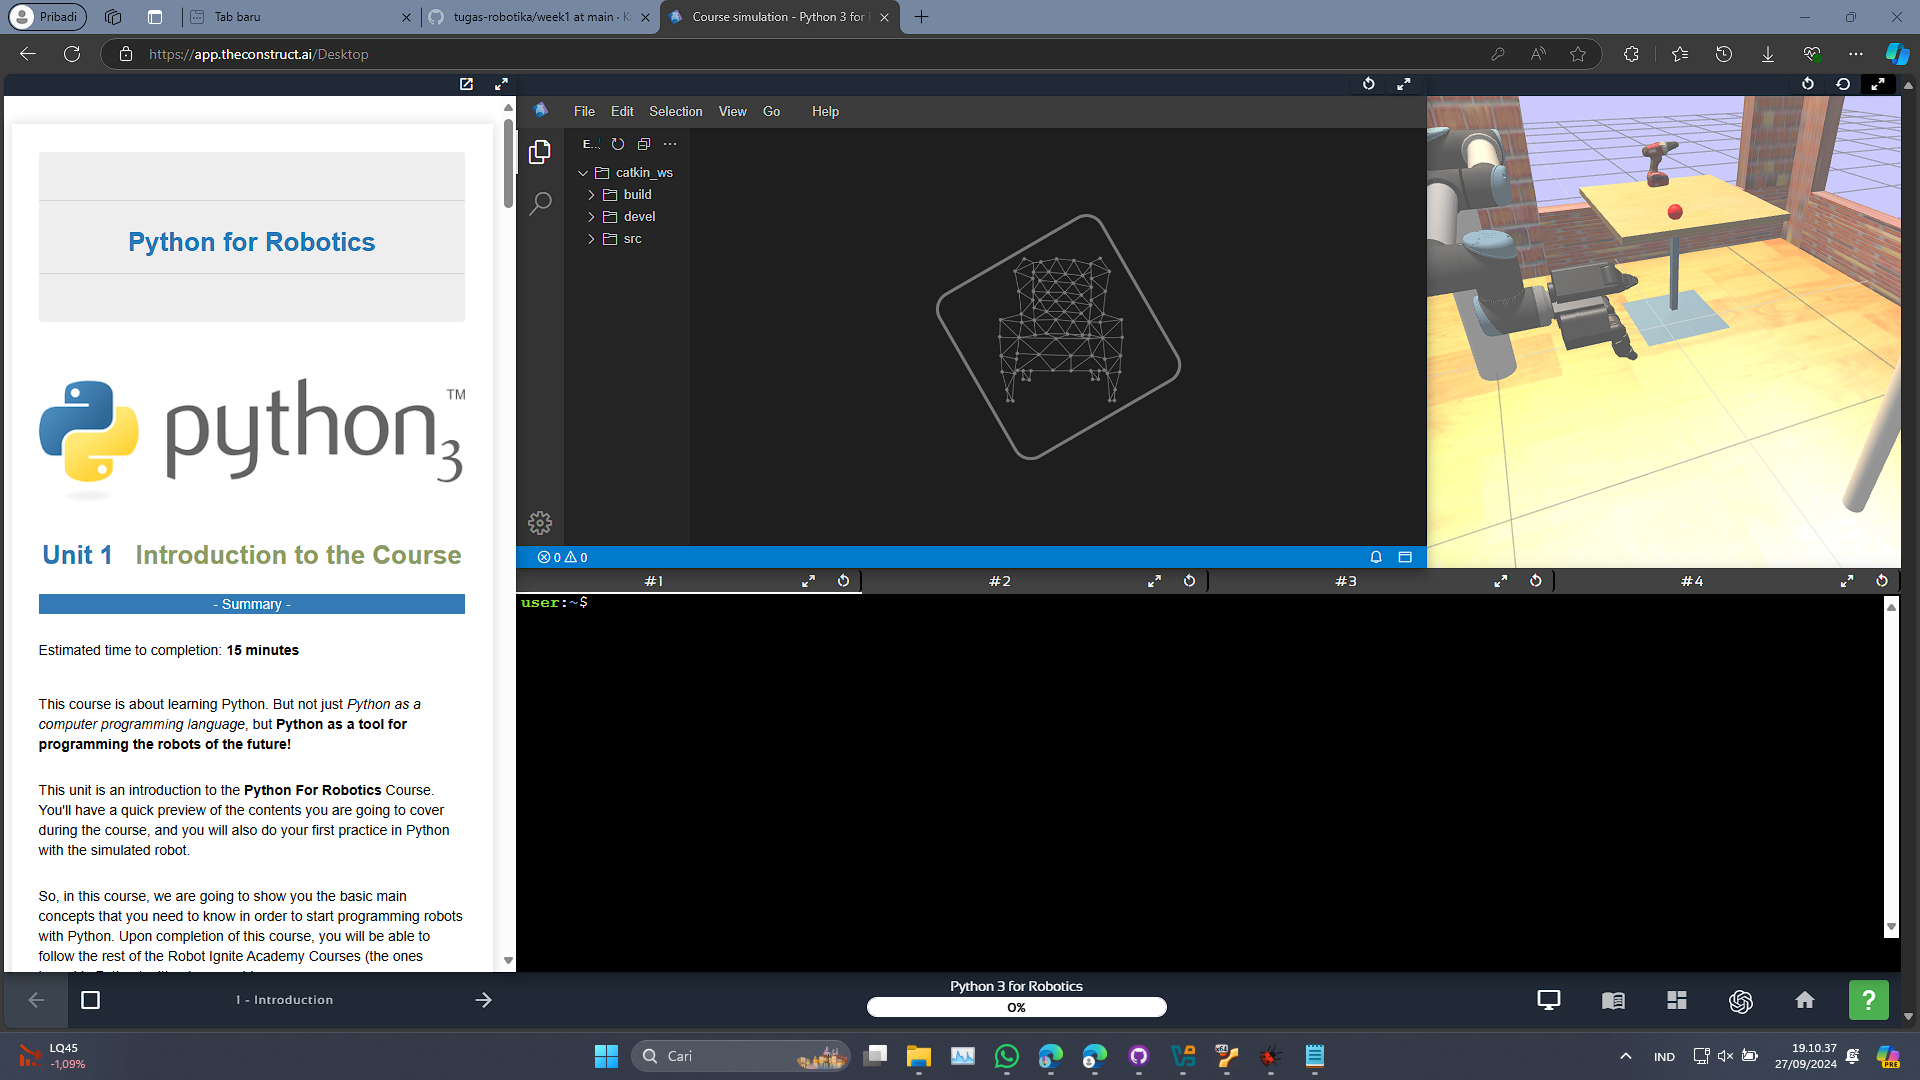 Pribadi
Tab baru
tugas-robotika/week1 at main · K
Course simulation - Python 3 for
https://app.theconstruct.ai/Desktop
File Edit Selection View Go Help
E...
catkin_ws
build
devel
src
0 0
Python for Robotics
python 3 TM
Unit 1 Introduction to the Course
- Summary -
Estimated time to completion: 15 minutes
This course is about learning Python. But not just Python as a
computer programming language, but Python as a tool for
programming the robots of the future!
This unit is an introduction to the Python For Robotics Course.
You'll have a quick preview of the contents you are going to cover
during the course, and you will also do your first practice in Python
with the simulated robot.
So, in this course, we are going to show you the basic main
concepts that you need to know in order to start programming robots
with Python. Upon completion of this course, you will be able to
follow the rest of the Robot Ignite Academy Courses (the ones
#1 #2 #3 #4
user:~$
1 - Introduction
Python 3 for Robotics
0%
?
LQ45
-1,09%
Cari
IND
19.10.37
27/09/2024
PRE